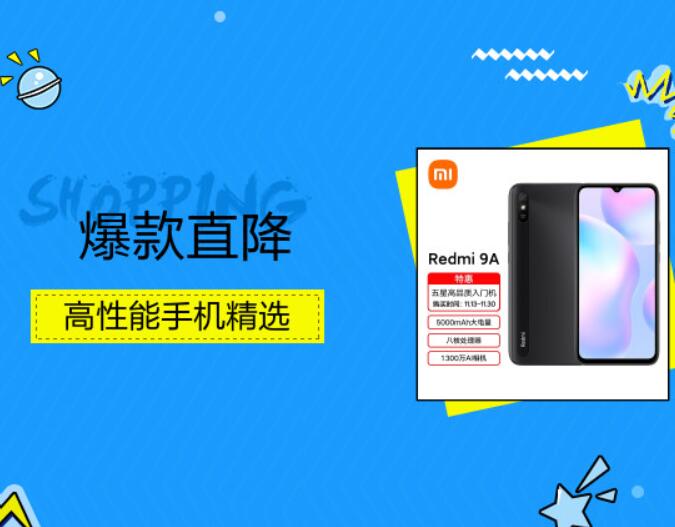 SHOPPING
爆款直降
高性能手机精选
mi
Redmi 9A
特惠
五星高品质入门机
购买时间：11.13-11.30
5000mAh大电量
八核处理器
1300万AI相机
Redmi